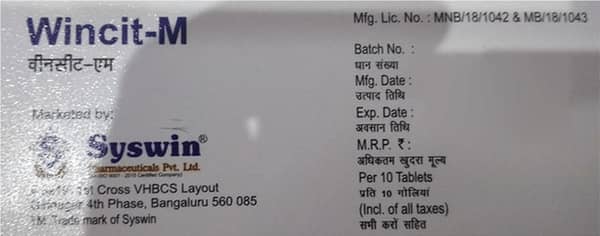 Wincit-M
वीनसीट-एम
Marketed by:
Syswin®
Pharmaceuticals Pvt. Ltd.
1st Cross VHBCS Layout
4th Phase, Bangaluru 560 085
TM Trade mark of Syswin
Mfg. Lic. No. : MNB/18/1042 & MB/18/1043
Batch No. :
धान संख्या
Mfg. Date :
उत्पाद तिथि
Exp. Date :
अवसान तिथि
M.R.P. ₹:
अधिकतम खुदरा मूल्य
Per 10 Tablets
प्रति 10 गोलियां
(Incl. of all taxes)
सभी करों सहित